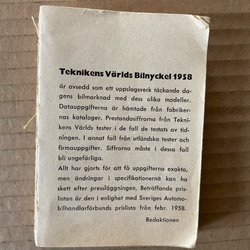 Teknikens Världs Bilnyckel 1958
är avsedd som ett uppslagsverk täckande da-
gens bilmarknad med dess olika modeller.
Datauppgifterna är hämtade från fabriker-
nas kataloger. Prestandasiffrorna från Tekni-
kens Världs tester i de fall de testats av tid-
ningen. I annat fall från utländska tester och
firmauppgifter. Siffrorna måste i dessa fall
bli ungefärliga.
Allt har gjorts för att få uppgifterna exakta,
men ändringar i specifikationernå kan ha
skett efter pressläggningen. Beträffande pris-
listan är den i enlighet med Sveriges Automo-
bilhandlarförbunds prislista från febr. 1958.
Redaktionen